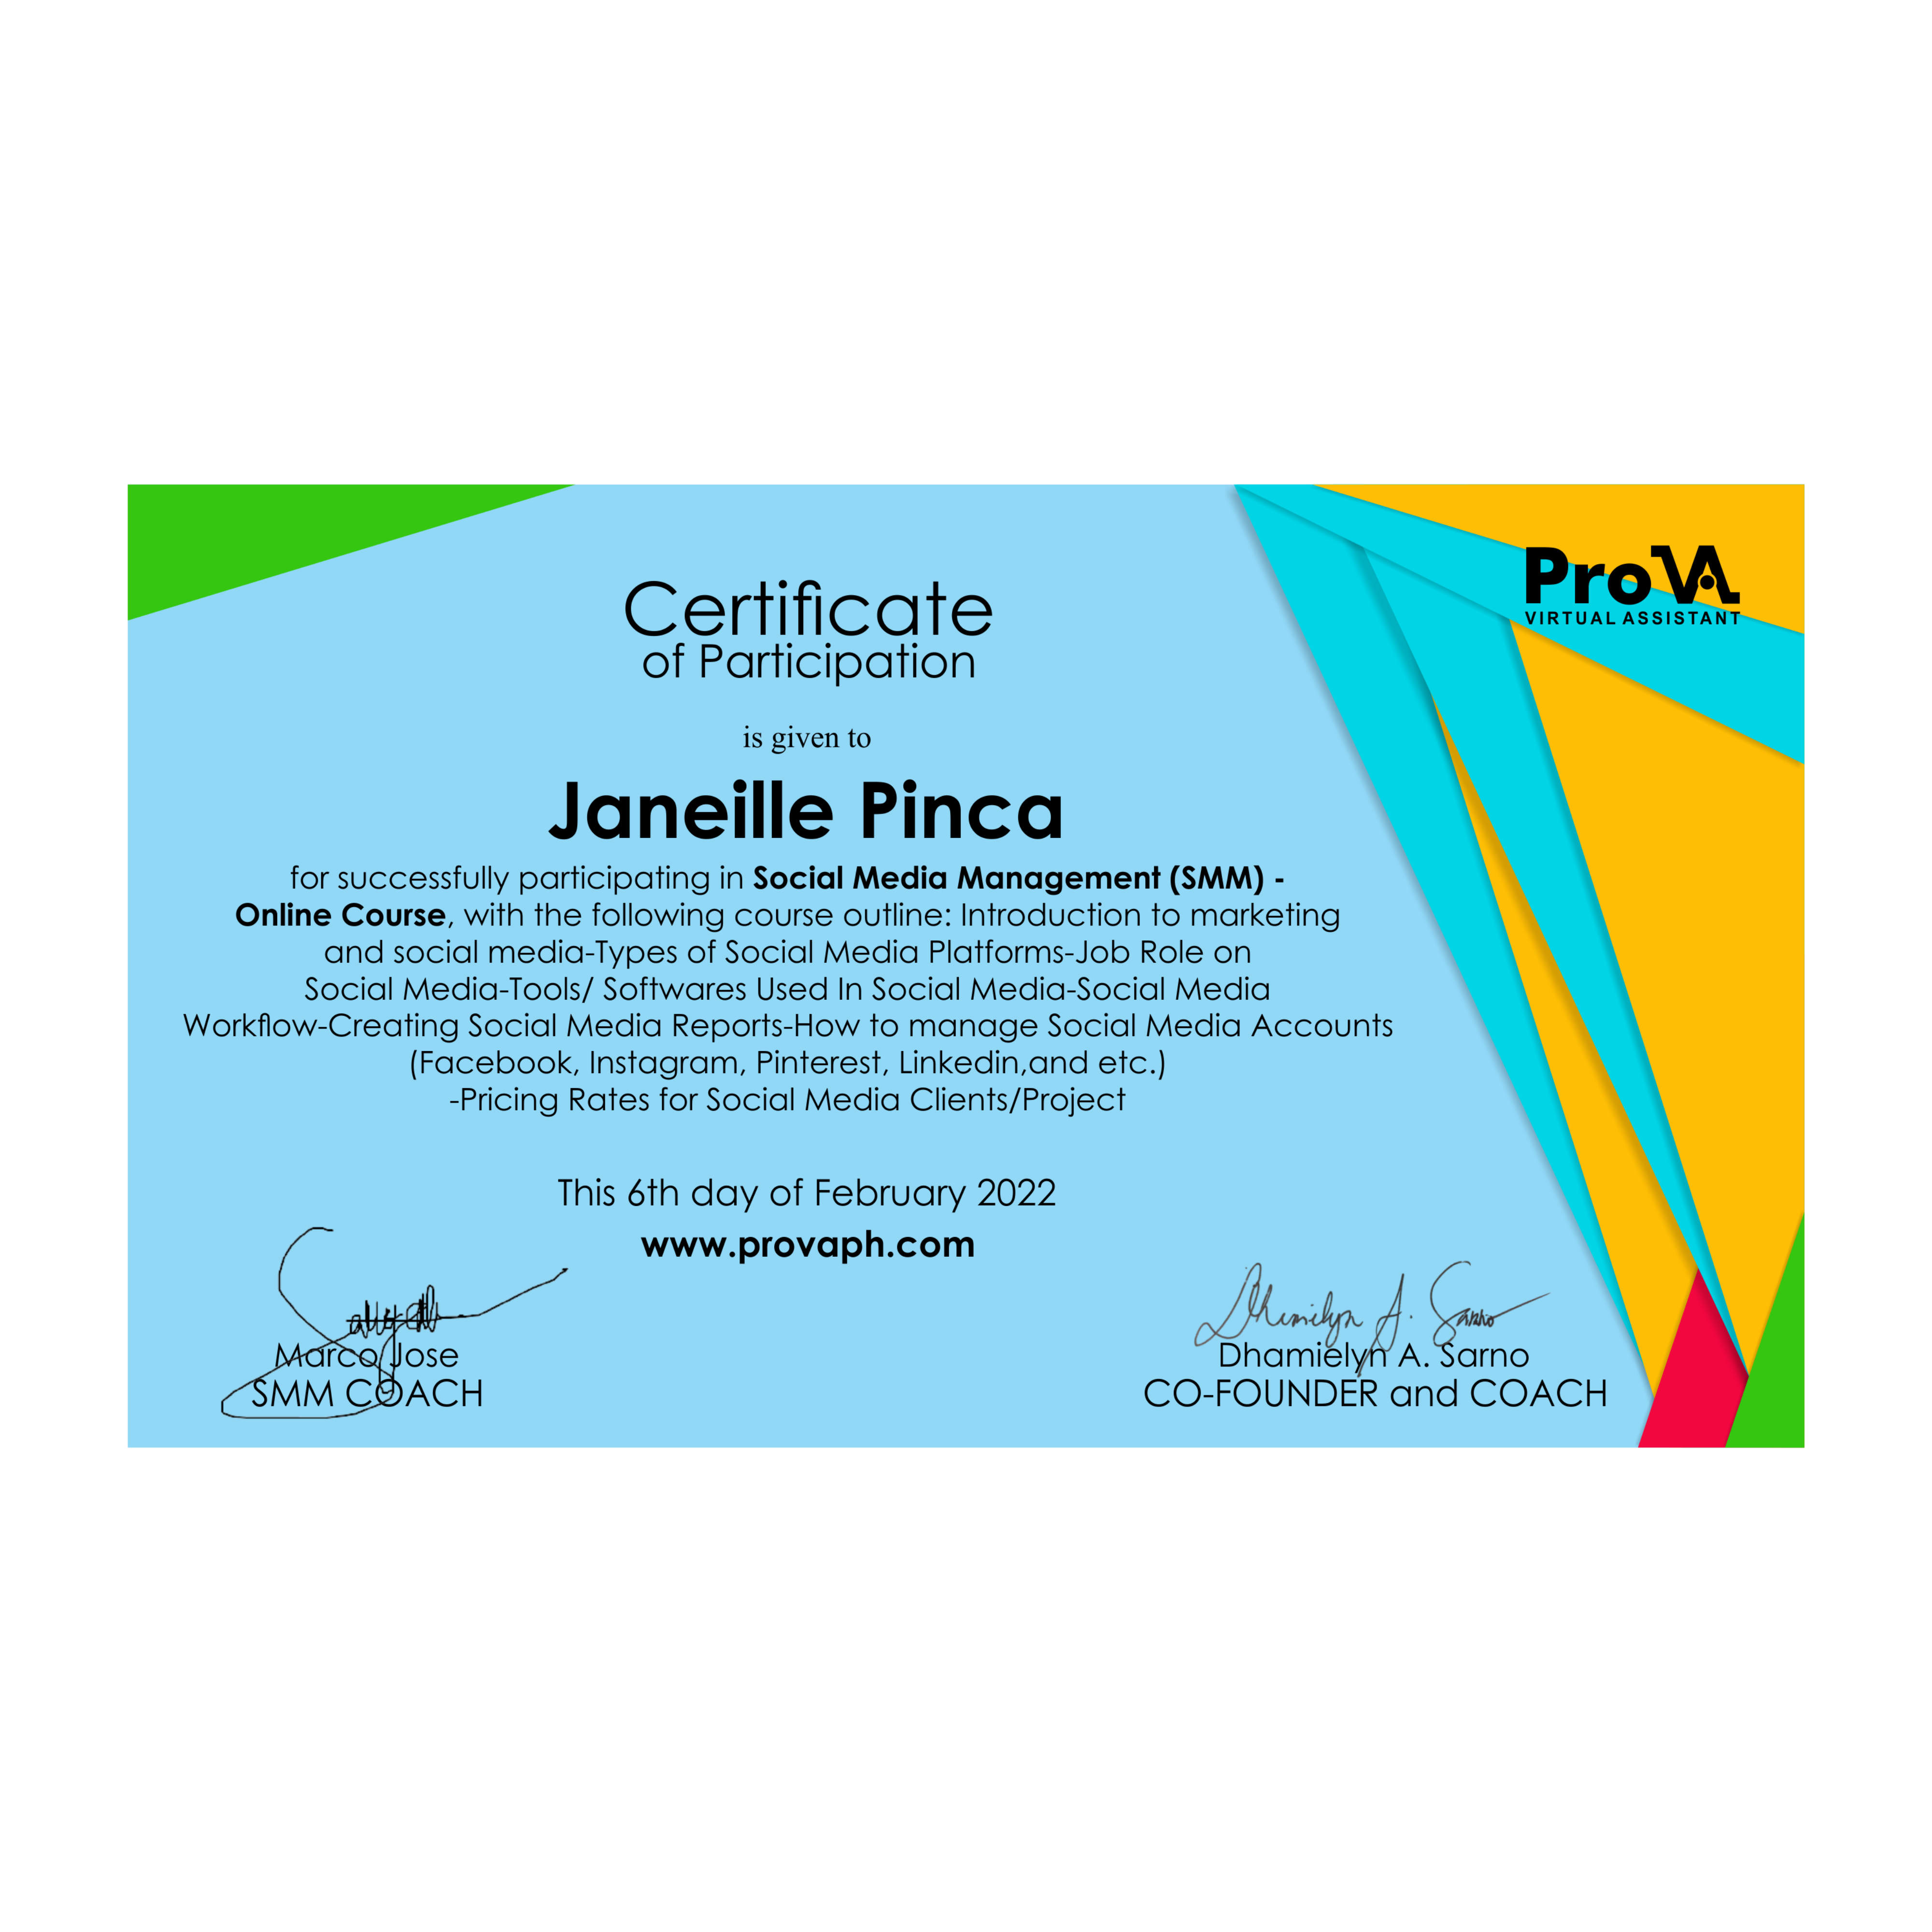 ProVA
VIRTUAL ASSISTANT
Certificate
of Participation
is given to
Janeille Pinca
for successfully participating in Social Media Management (SMM) -
Online Course, with the following course outline: Introduction to marketing
and social media-Types of Social Media Platforms-Job Role on
Social Media-Tools/ Softwares Used In Social Media-Social Media
Workflow-Creating Social Media Reports-How to manage Social Media Accounts
(Facebook, Instagram, Pinterest, Linkedin,and etc.)
-Pricing Rates for Social Media Clients/Project
This 6th day of February 2022
www.provaph.com
Marco Jose
SMM COACH
Dhamielyn A. Sarno
Dhamielyn A. Sarno
CO-FOUNDER and COACH